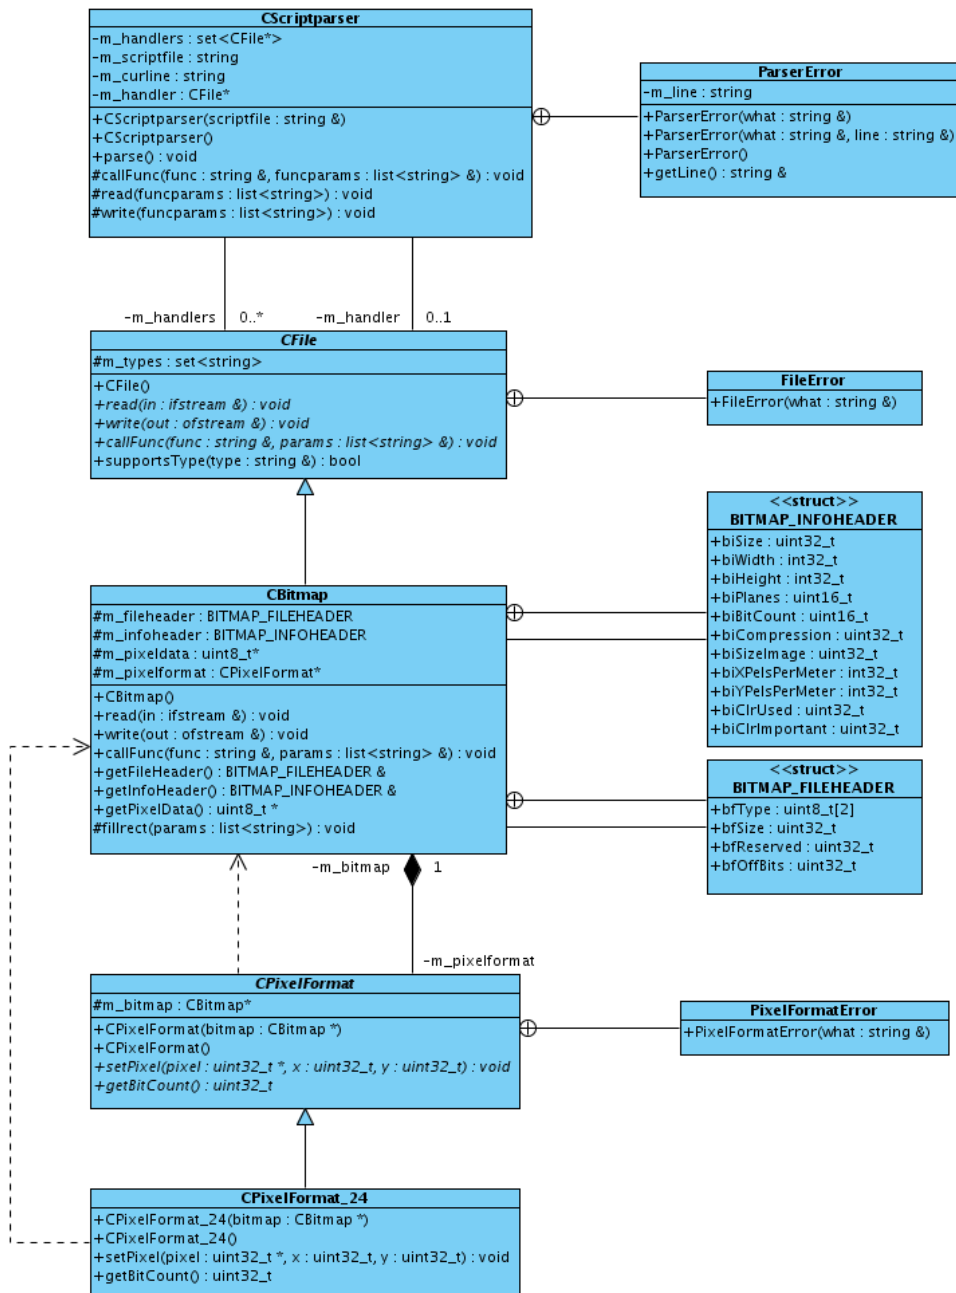 CScriptparser
-m_handlers : set<CFile*>
-m_scriptfile : string
-m_curline : string
-m_handler : CFile*
+CScriptparser(scriptfile : string &)
+CScriptparser()
+parse() : void
#callFunc(func : string &, funcparams : list<string> &) : void
#read(funcparams : list<string>) : void
#write(funcparams : list<string>) : void
ParserError
-m_line : string
+ParserError(what : string &)
+ParserError(what : string &, line : string &)
+ParserError()
+getLine() : string &
-m_handlers 0..* -m_handler 0..1
CFile
#m_types : set<string>
+CFile()
+read(in : ifstream &) : void
+write(out : ofstream &) : void
+callFunc(func : string &, params : list<string> &) : void
+supportsType(type : string &) : bool
FileError
+FileError(what : string &)
<<struct>>
BITMAP_INFOHEADER
+biSize : uint32_t
+biWidth : int32_t
+biHeight : int32_t
+biPlanes : uint16_t
+biBitCount : uint16_t
+biCompression : uint32_t
+biSizeImage : uint32_t
+biXPelsPerMeter : int32_t
+biYPelsPerMeter : int32_t
+biClrUsed : uint32_t
+biClrImportant : uint32_t
CBitmap
#m_fileheader : BITMAP_FILEHEADER
#m_infoheader : BITMAP_INFOHEADER
#m_pixeldata : uint8_t*
#m_pixelformat : CPixelFormat*
+CBitmap()
+read(in : ifstream &) : void
+write(out : ofstream &) : void
+callFunc(func : string &, params : list<string> &) : void
+getFileHeader() : BITMAP_FILEHEADER &
+getInfoHeader() : BITMAP_INFOHEADER &
+getPixelData() : uint8_t *
#fillrect(params : list<string>) : void
<<struct>>
BITMAP_FILEHEADER
+bfType : uint8_t[2]
+bfSize : uint32_t
+bfReserved : uint32_t
+bfOffBits : uint32_t
-m_bitmap 1
-m_pixelformat
CPixelFormat
#m_bitmap : CBitmap*
+CPixelFormat(bitmap : CBitmap *)
+CPixelFormat()
+setPixel(pixel : uint32_t *, x : uint32_t, y : uint32_t) : void
+getBitCount() : uint32_t
PixelFormatError
+PixelFormatError(what : string &)
CPixelFormat_24
+CPixelFormat_24(bitmap : CBitmap *)
+CPixelFormat_24()
+setPixel(pixel : uint32_t *, x : uint32_t, y : uint32_t) : void
+getBitCount() : uint32_t